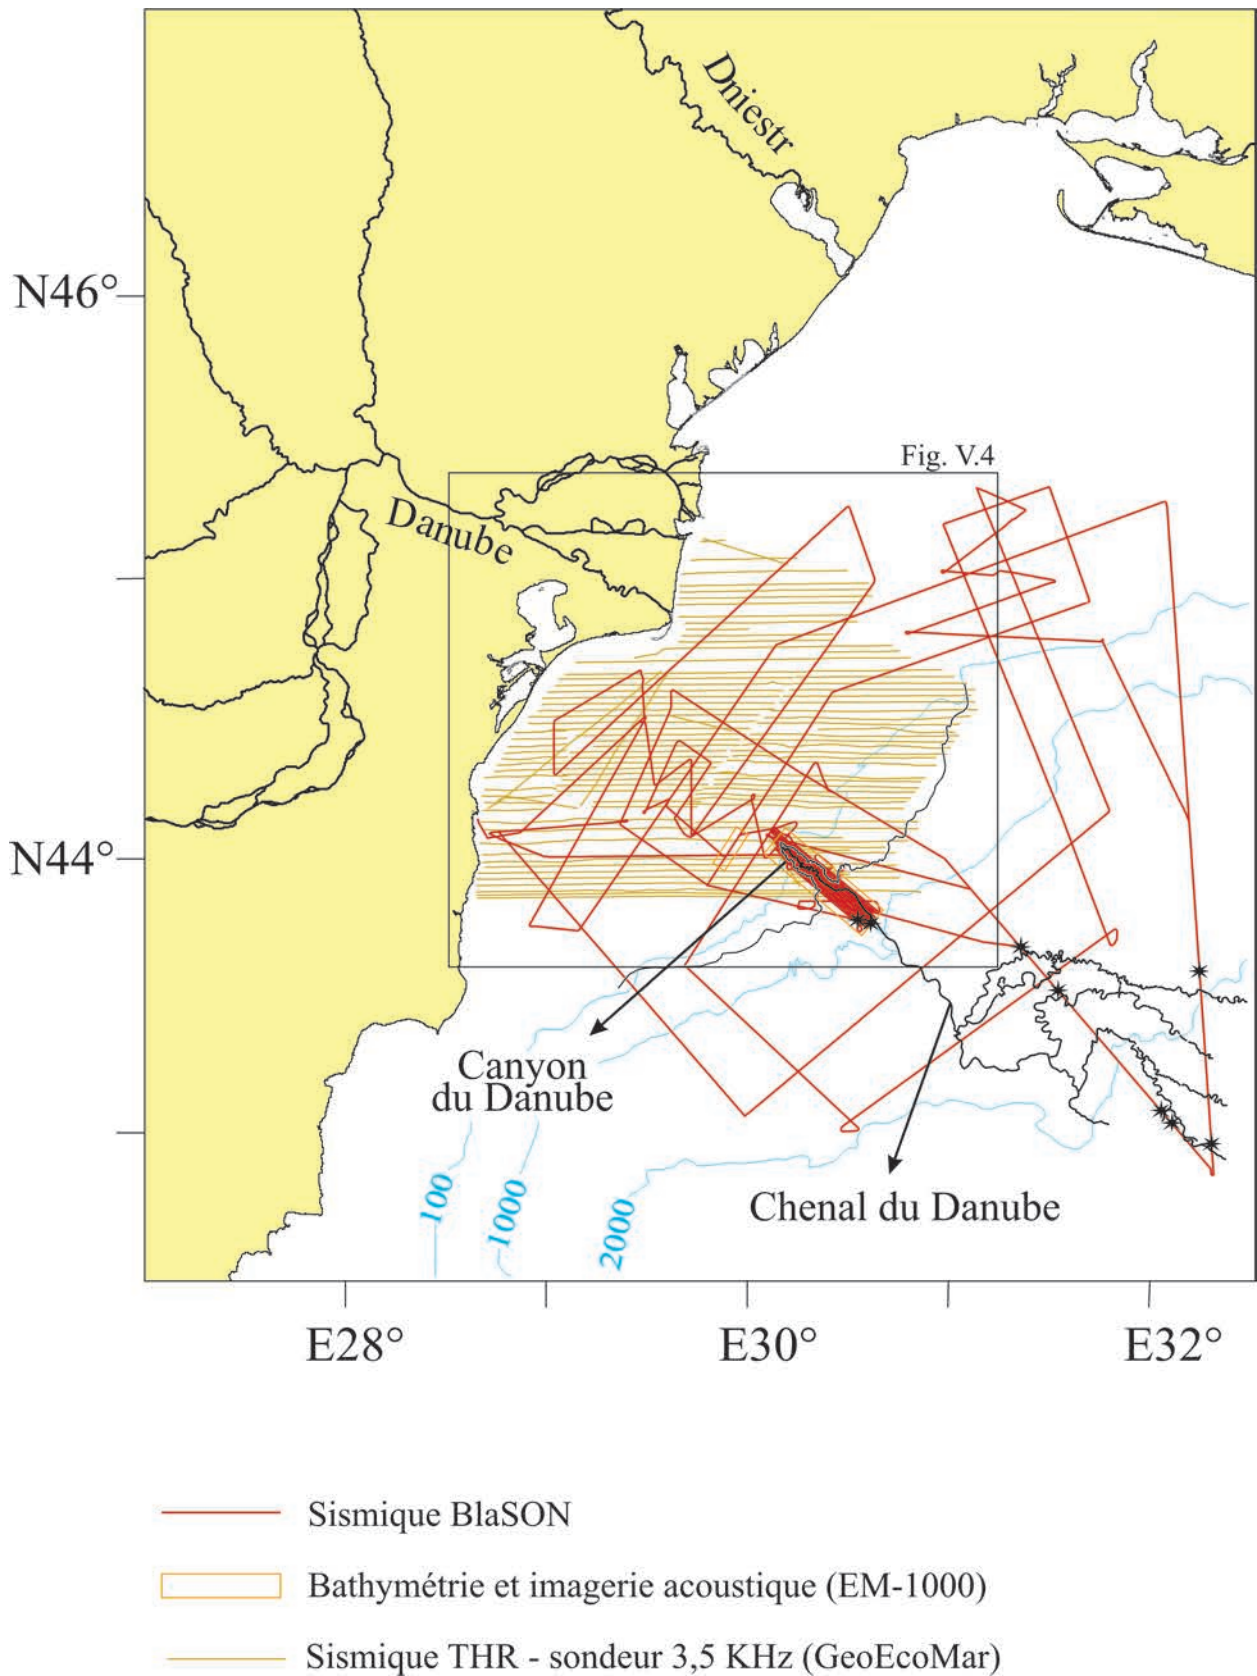 Dniestr
N46°
Fig. V.4
Danube
N44°
Canyon
du Danube
Chenal du Danube
100
1000
2000
E28°
E30°
E32°
Sismique BlaSON
Bathymétrie et imagerie acoustique (EM-1000)
Sismique THR - sondeur 3,5 KHz (GeoEcoMar)